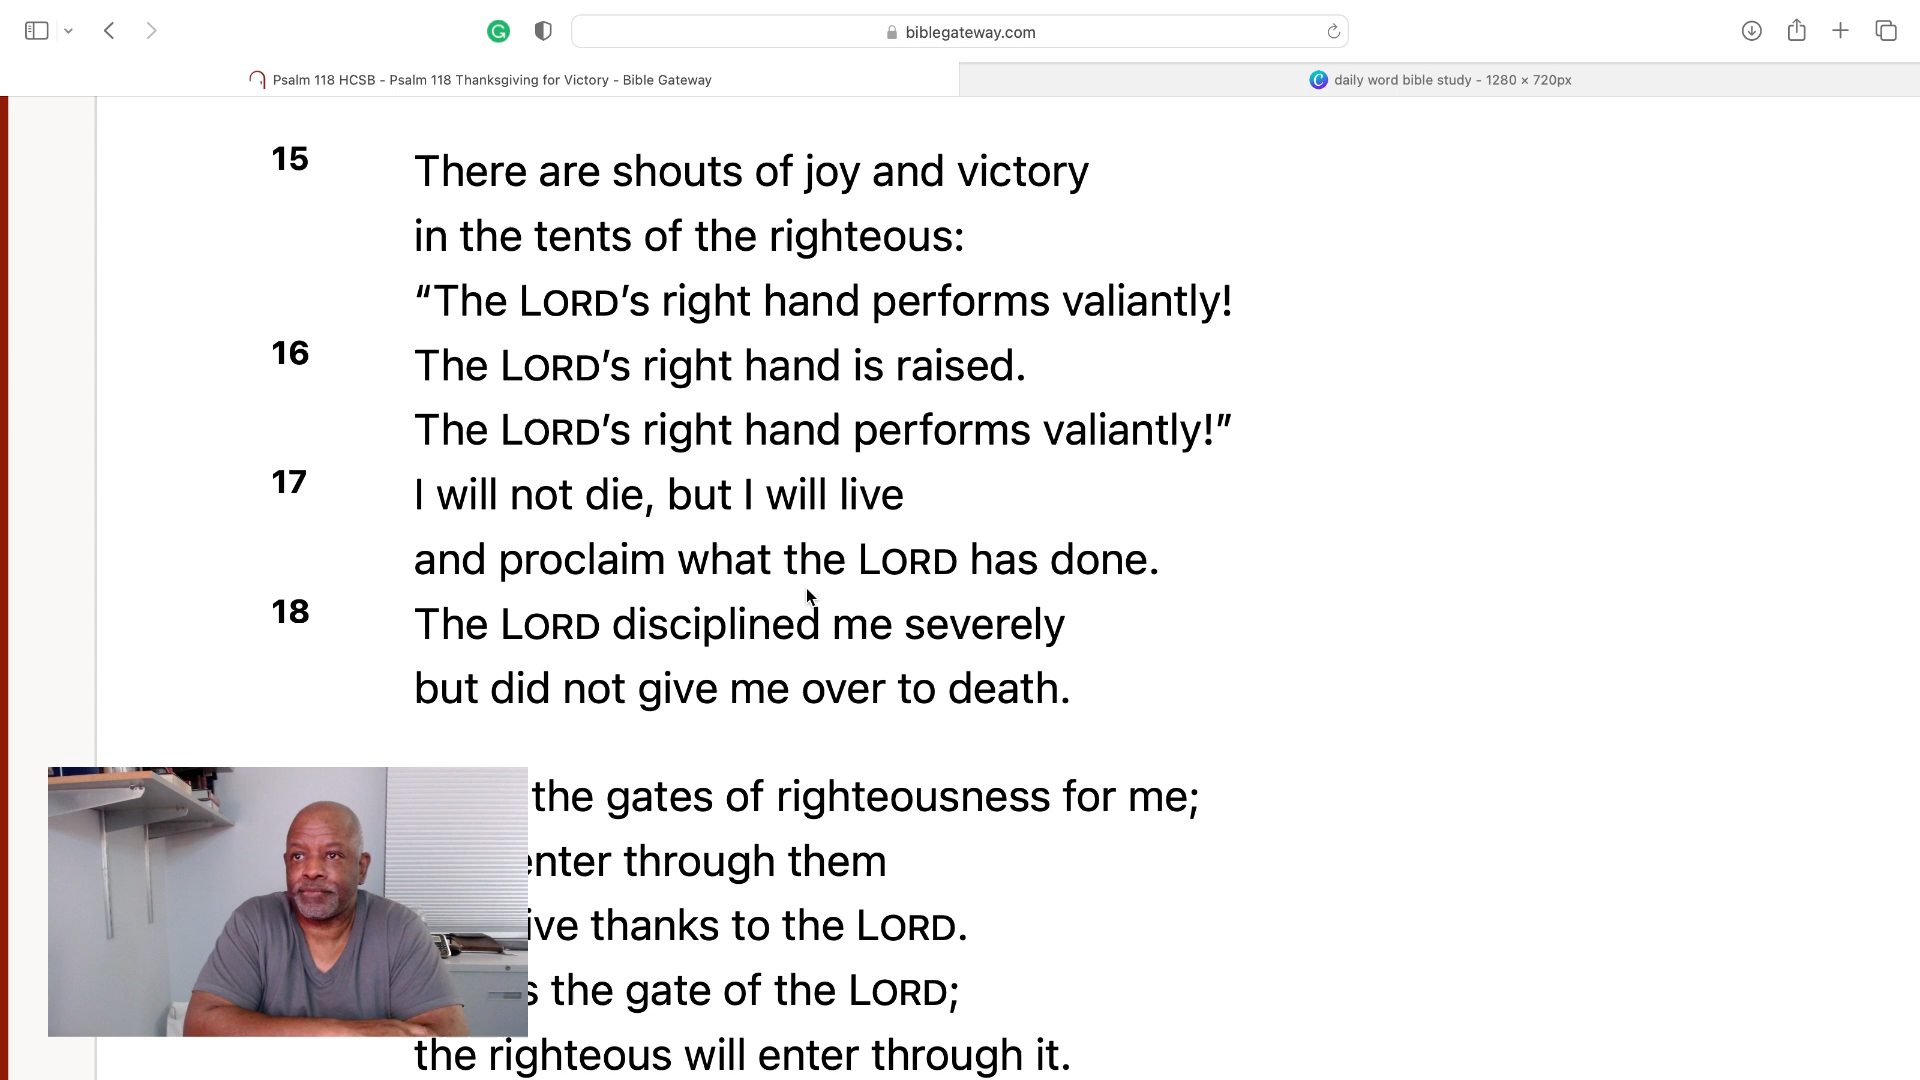 biblegateway.com
Psalm 118 HCSB - Psalm 118 Thanksgiving for Victory - Bible Gateway
daily word bible study - 1280 × 720px
15 There are shouts of joy and victory
in the tents of the righteous:
“The LORD’s right hand performs valiantly!
16 The LORD’s right hand is raised.
The LORD’s right hand performs valiantly!”
17 I will not die, but I will live
and proclaim what the LORD has done.
18 The LORD disciplined me severely
but did not give me over to death.
the gates of righteousness for me;
enter through them
ive thanks to the LORD.
s the gate of the LORD;
the righteous will enter through it.